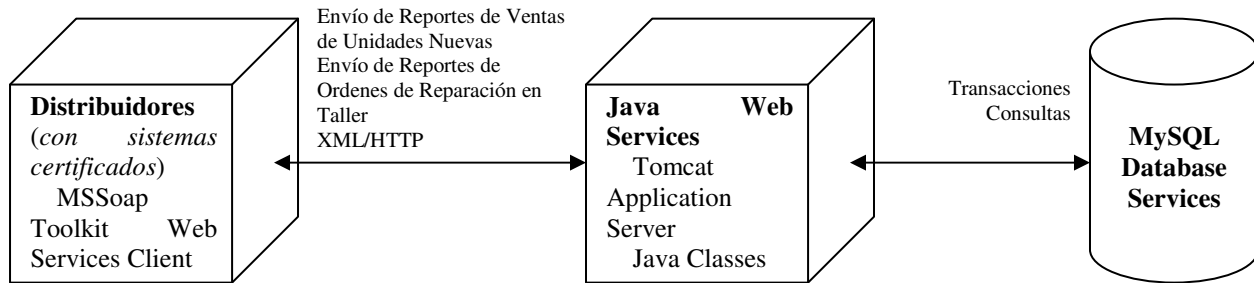 Envío de Reportes de Ventas
de Unidades Nuevas
Envío de Reportes de
Ordenes de Reparación en
Taller
XML/HTTP
Distribuidores
(con sistemas
certificados)
MSSoap
Toolkit Web
Services Client
Java Web
Services
Tomcat
Application
Server
Java Classes
Transacciones
Consultas
MySQL
Database
Services